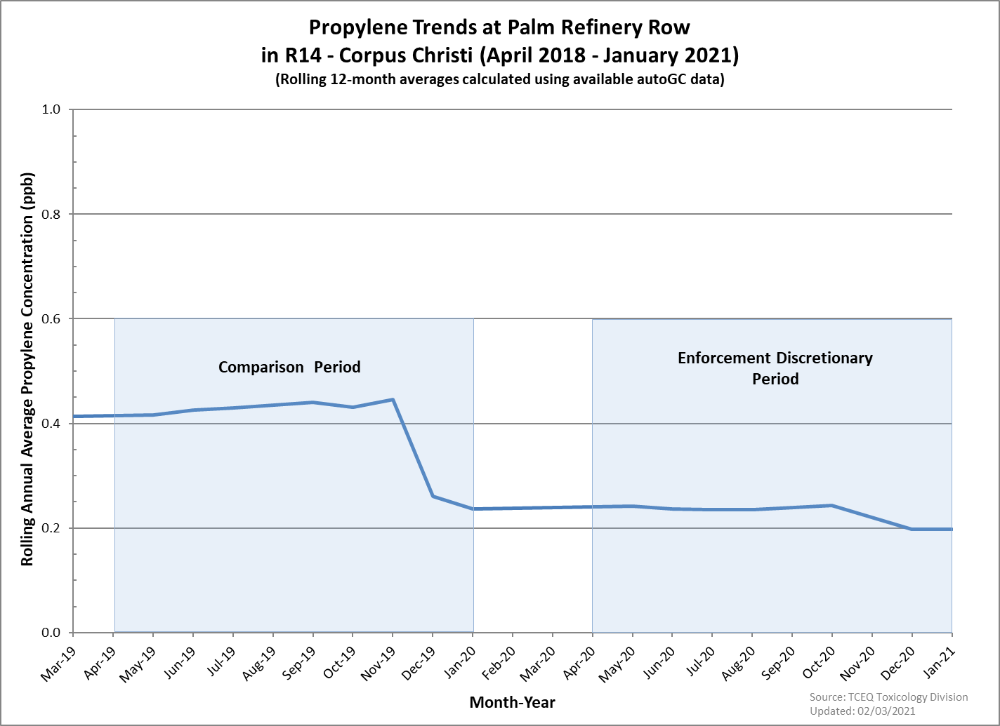 Propylene Trends at Palm Refinery Row
in R14 - Corpus Christi (April 2018 - January 2021)
(Rolling 12-month averages calculated using available autoGC data)
Rolling Annual Average Propylene Concentration (ppb)
1.0
0.8
0.6
0.4
0.2
0.0
Comparison Period
Enforcement Discretionary
Period
Mar-19
Apr-19
May-19
Jun-19
Jul-19
Aug-19
Sep-19
Oct-19
Nov-19
Dec-19
Jan-20
Feb-20
Mar-20
Apr-20
May-20
Jun-20
Jul-20
Aug-20
Sep-20
Oct-20
Nov-20
Dec-20
Jan-21
Month-Year
Source: TCEQ Toxicology Division
Updated: 02/03/2021